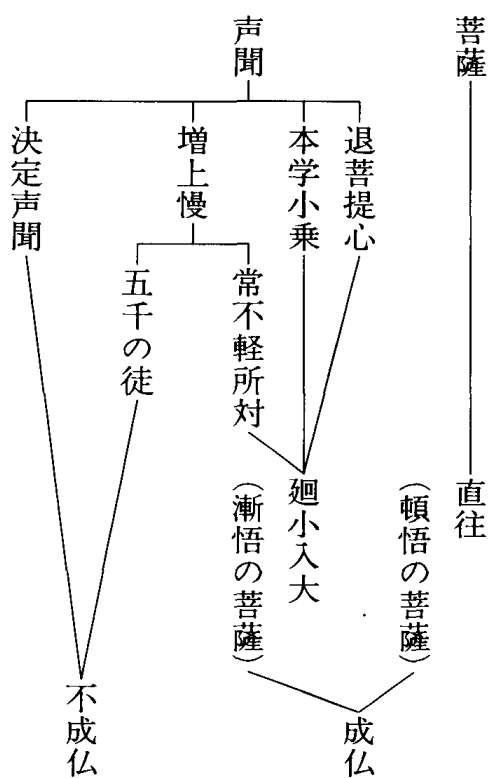 菩薩
直往
(頓悟の菩薩)
声聞
退菩提心
本学小乗
増上慢
決定声聞
常不軽所対
五千の徒
廻小入大
(漸悟の菩薩)
成仏
不成仏